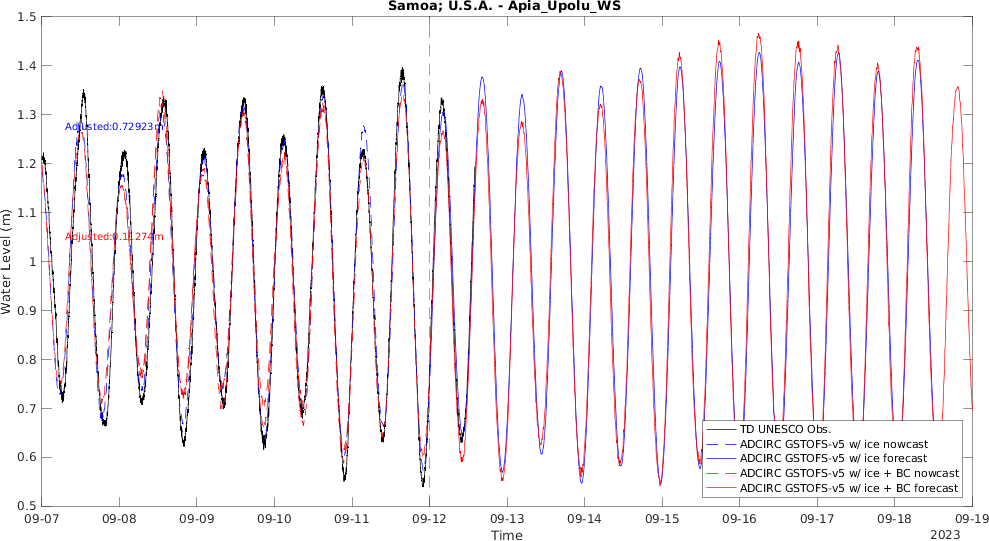 Samoa; U.S.A. - Apia_Upolu_WS
1.5
1.4
1.3
1.2
1.1
1
0.9
0.8
0.7
0.6
0.5
Water Level (m)
Adjusted:0.72923m
Adjusted:0.11274m
TD UNESCO Obs.
ADCIRC GSTOFS-v5 w/ ice nowcast
ADCIRC GSTOFS-v5 w/ ice forecast
ADCIRC GSTOFS-v5 w/ ice + BC nowcast
ADCIRC GSTOFS-v5 w/ ice + BC forecast
09-07 09-08 09-09 09-10 09-11 09-12 09-13 09-14 09-15 09-16 09-17 09-18 09-19
Time
2023